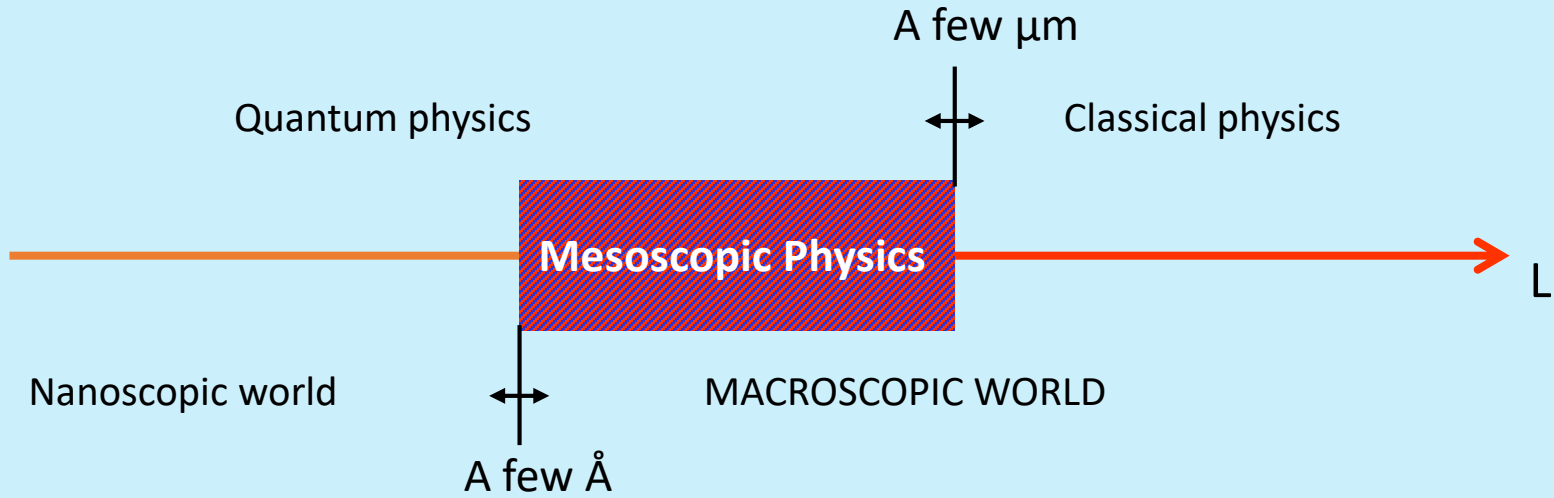 A few µm
Quantum physics
Classical physics
Mesoscopic Physics
L
Nanoscopic world
MACROSCOPIC WORLD
A few Å